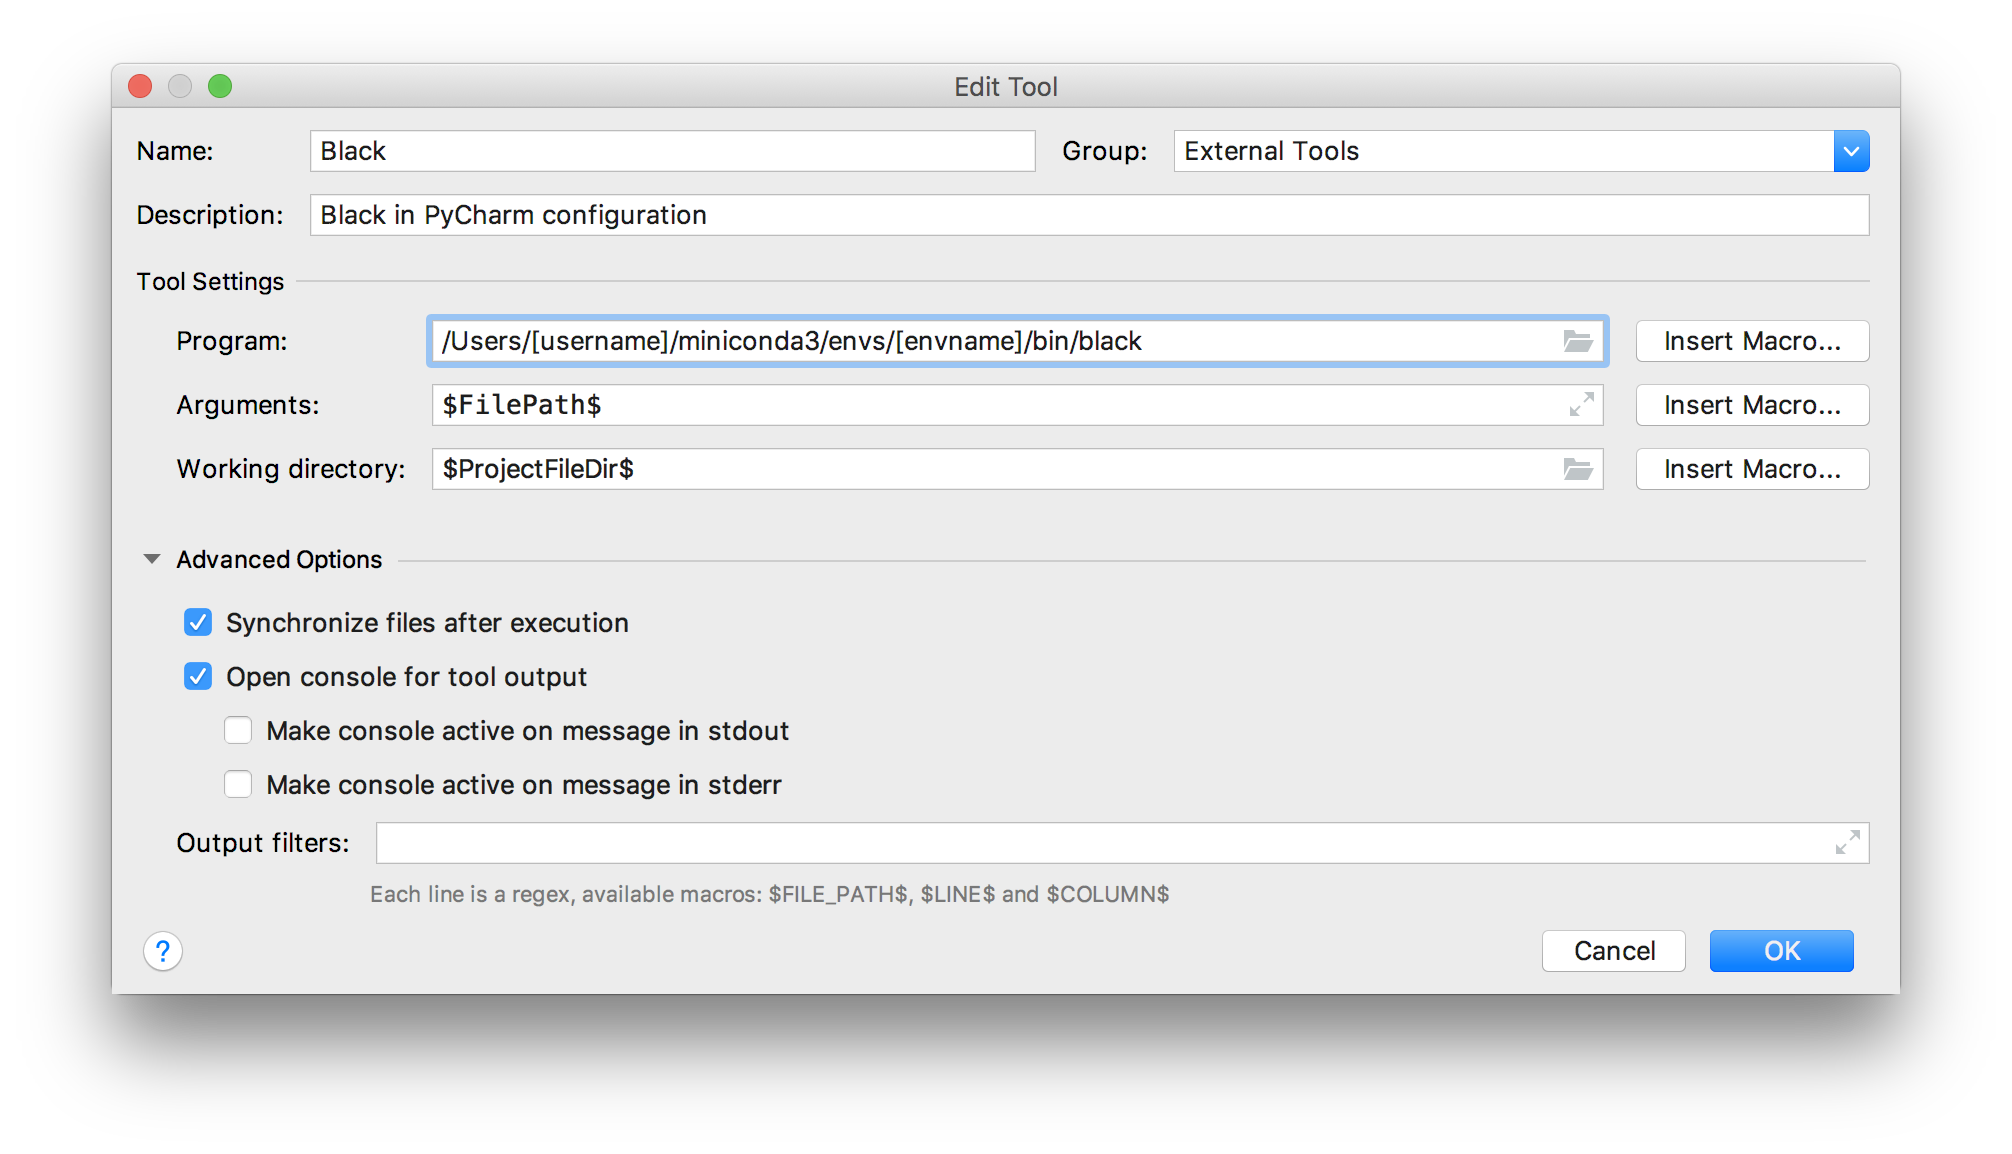 Edit Tool
Name: Black Group: External Tools
Description: Black in PyCharm configuration
Tool Settings
Program: /Users/[username]/miniconda3/envs/[envname]/bin/black Insert Macro...
Arguments: $FilePath$ Insert Macro...
Working directory: $ProjectFileDir$ Insert Macro...
Advanced Options
Synchronize files after execution
Open console for tool output
Make console active on message in stdout
Make console active on message in stderr
Output filters:
Each line is a regex, available macros: $FILE_PATH$, $LINE$ and $COLUMN$
? Cancel OK